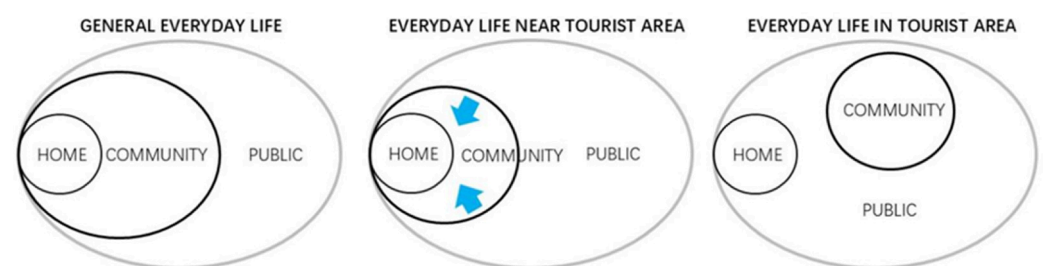 GENERAL EVERYDAY LIFE
HOME COMMUNITY PUBLIC
EVERYDAY LIFE NEAR TOURIST AREA
HOME COMMUNITY PUBLIC
EVERYDAY LIFE IN TOURIST AREA
COMMUNITY
HOME
PUBLIC